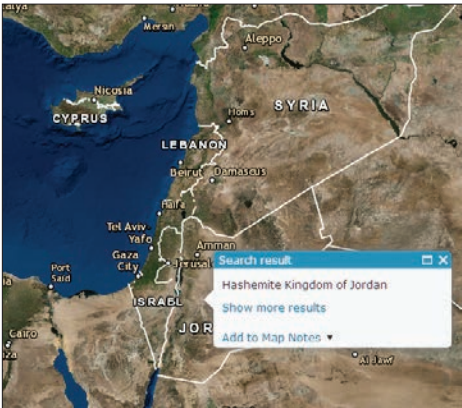 Mersin
Aleppo
Nicosia
CYPRUS
Homs
SYRIA
LEBANON
Beirut
Damascus
Haifa
Tel Aviv-
Yafo
Amman
Gaza
City
Jerusal
Port
Said
ISRAEL
JOR
Cairo
Search result
Hashemite Kingdom of Jordan
Show more results
Add to Map Notes ▼
Al Jawf